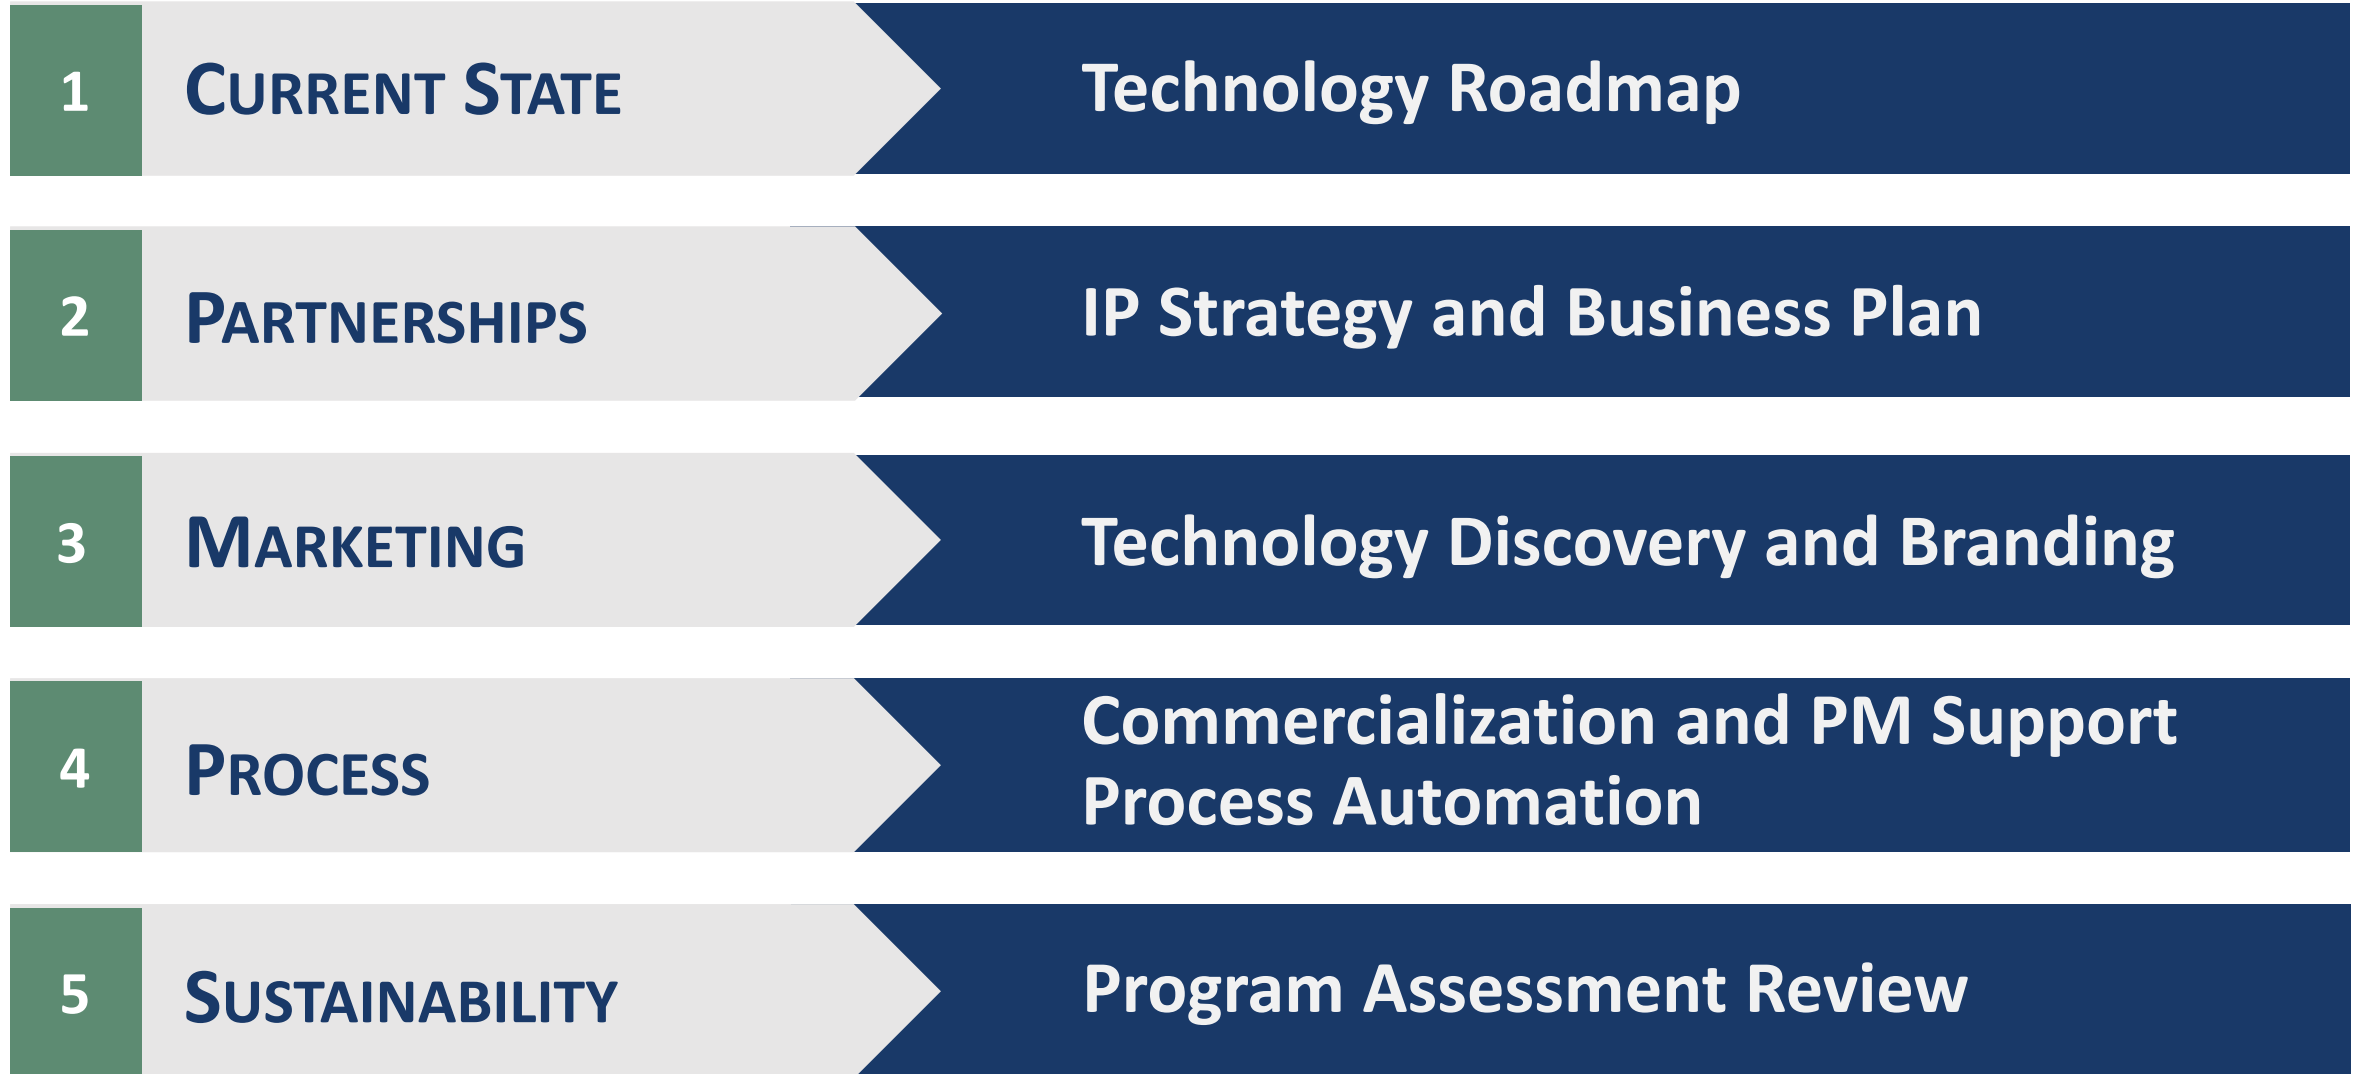 1 CURRENT STATE Technology Roadmap
2 PARTNERSHIPS IP Strategy and Business Plan
3 MARKETING Technology Discovery and Branding
4 PROCESS Commercialization and PM Support
Process Automation
5 SUSTAINABILITY Program Assessment Review